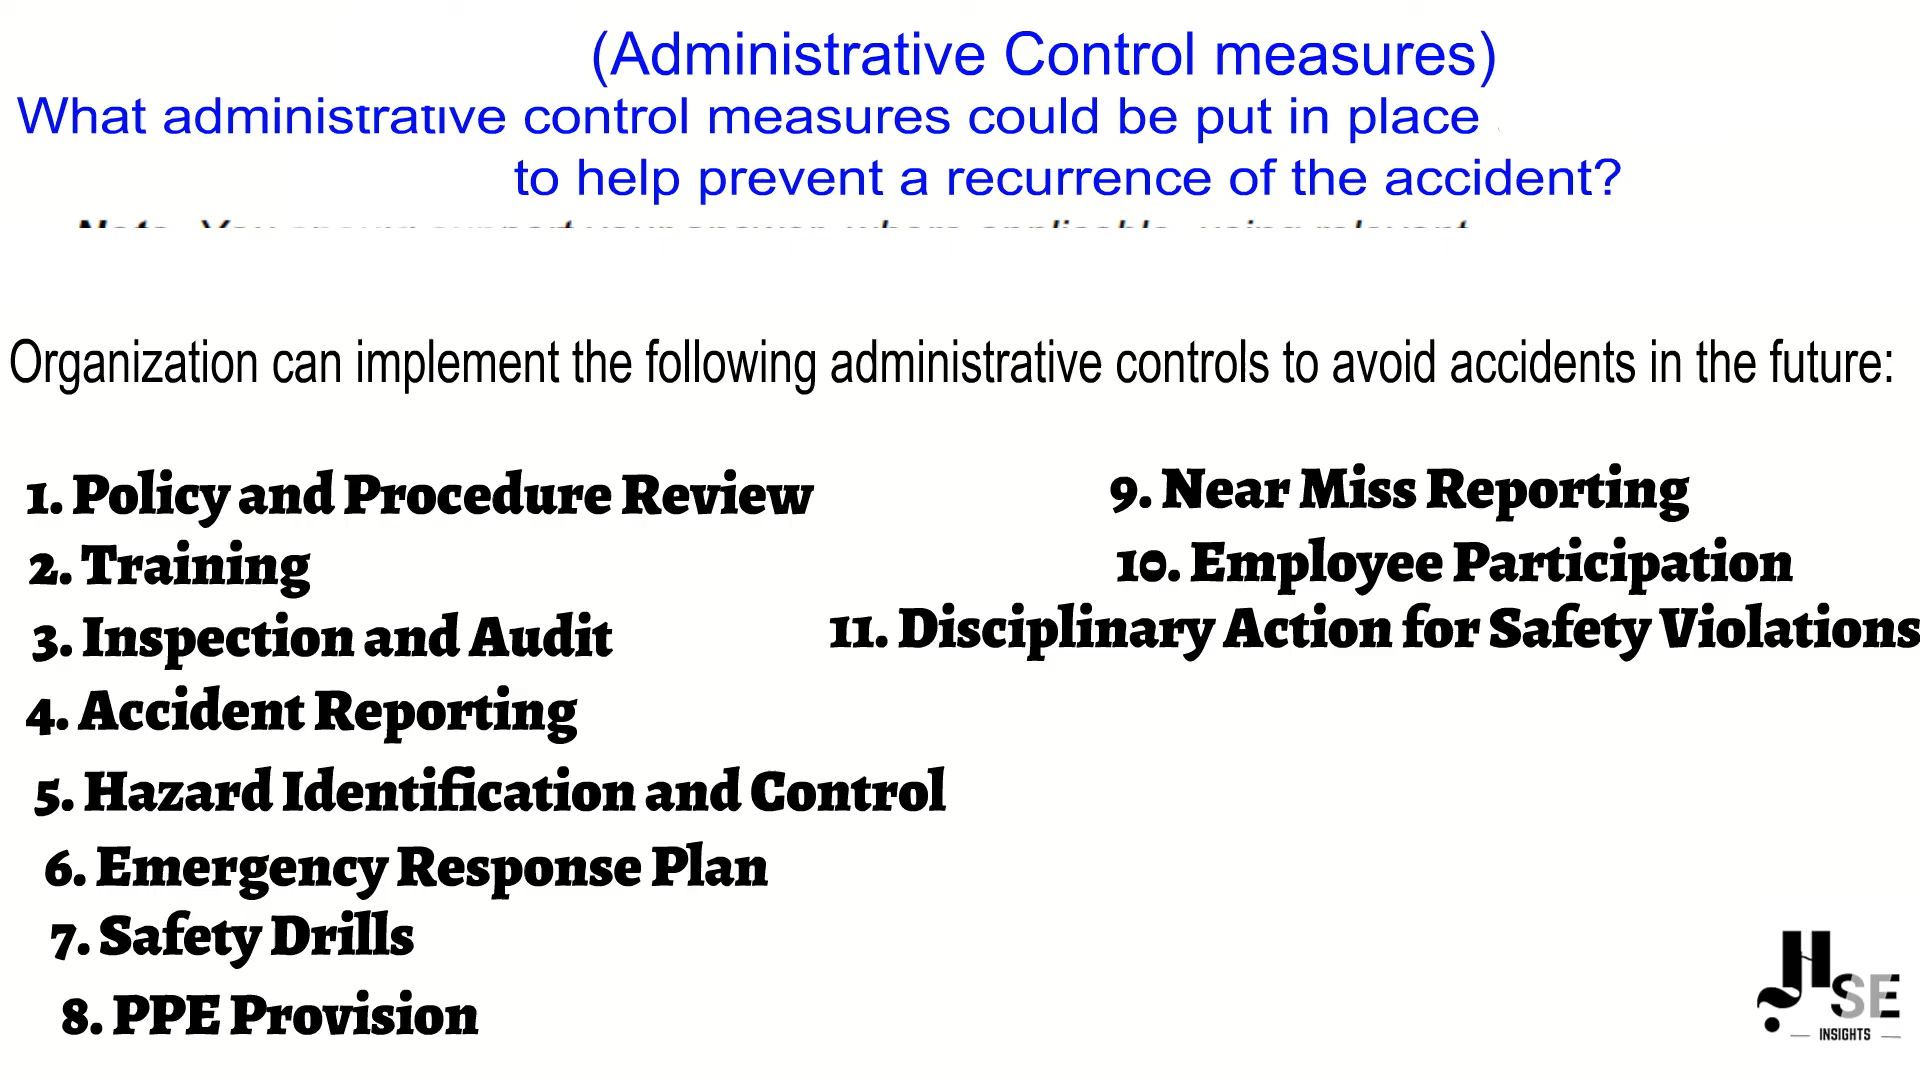 (Administrative Control measures)
What administrative control measures could be put in place
to help prevent a recurrence of the accident?
Organization can implement the following administrative controls to avoid accidents in the future:
1. Policy and Procedure Review
2. Training
3. Inspection and Audit
4. Accident Reporting
5. Hazard Identification and Control
6. Emergency Response Plan
7. Safety Drills
8. PPE Provision
9. Near Miss Reporting
10. Employee Participation
11. Disciplinary Action for Safety Violations
HSE
INSIGHTS